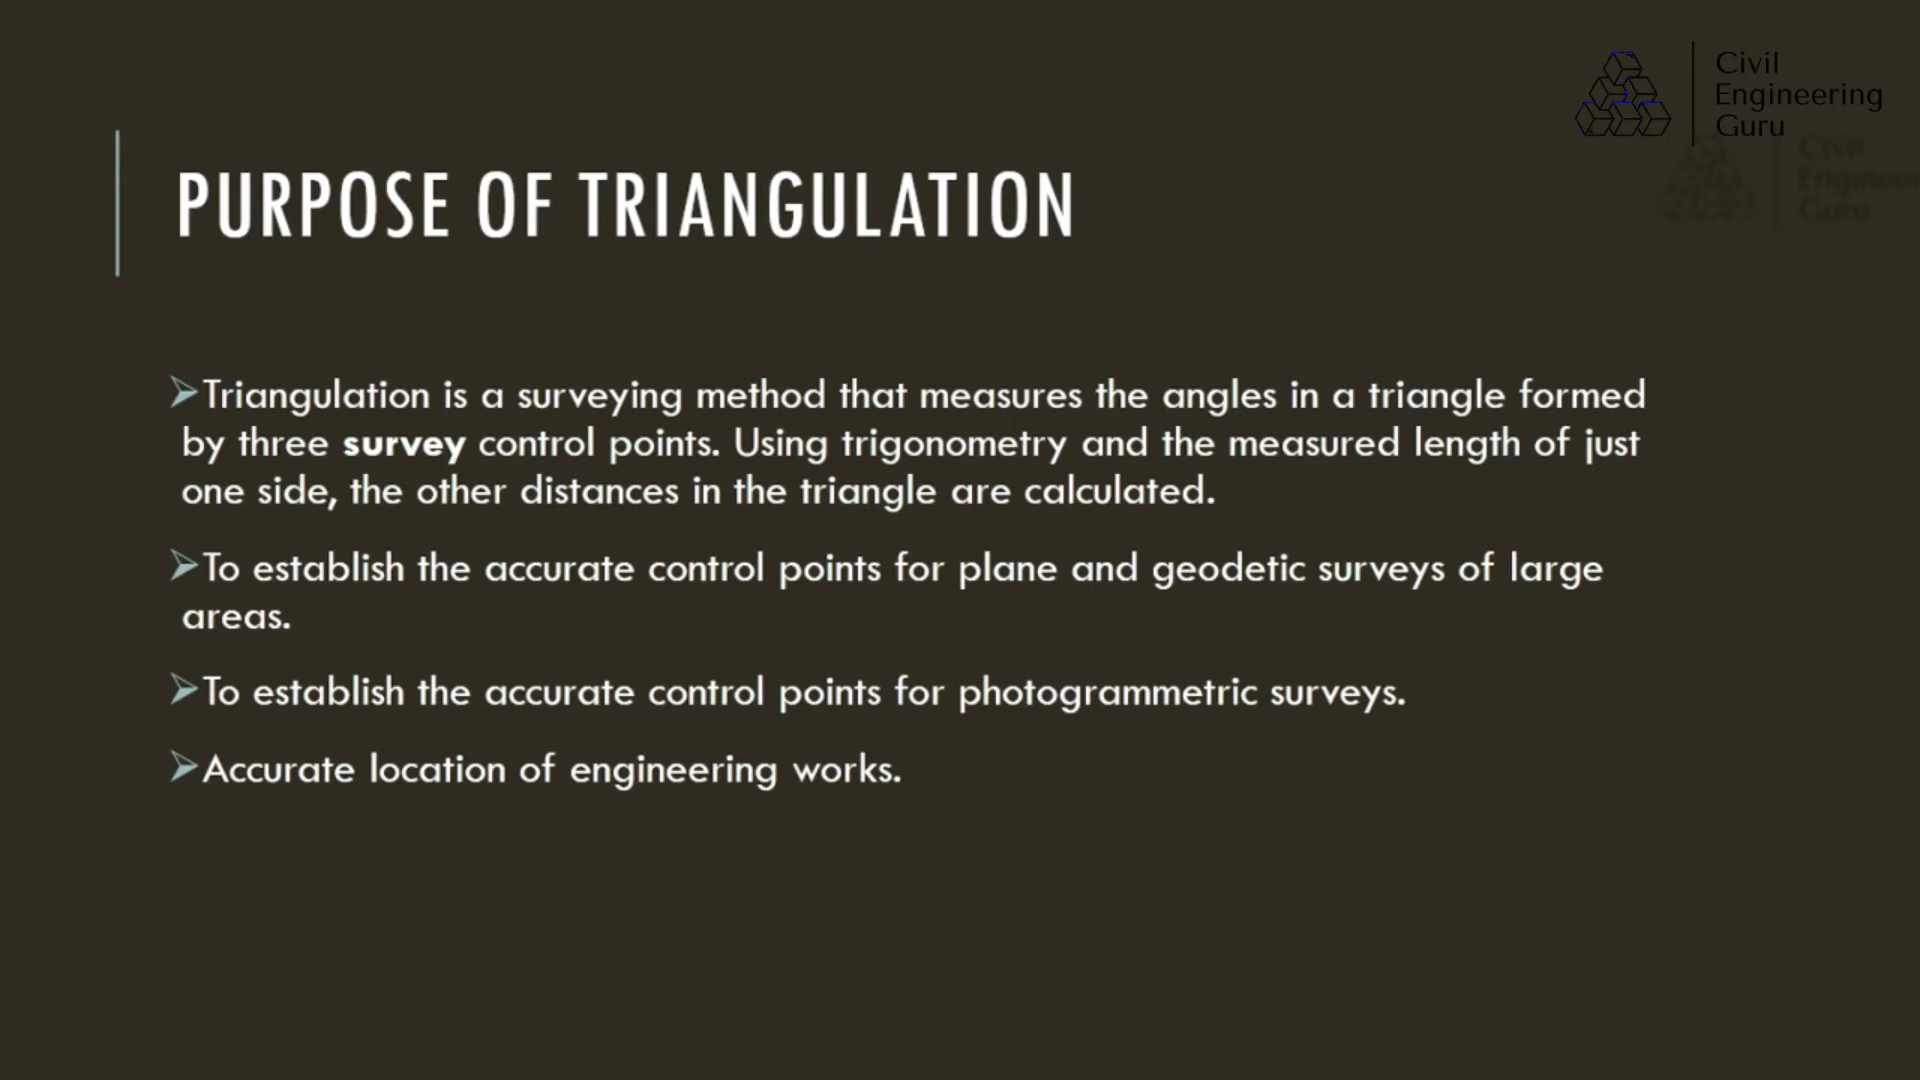 Civil
Engineering
Guru
Civil
Enginee
Guru
PURPOSE OF TRIANGULATION
➢Triangulation is a surveying method that measures the angles in a triangle formed
by three survey control points. Using trigonometry and the measured length of just
one side, the other distances in the triangle are calculated.
➢To establish the accurate control points for plane and geodetic surveys of large
areas.
➢To establish the accurate control points for photogrammetric surveys.
➢Accurate location of engineering works.